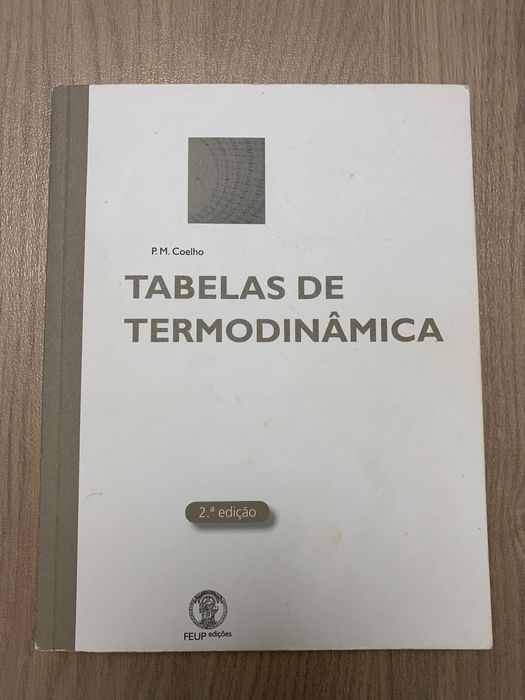 P. M. Coelho
TABELAS DE
TERMODINÂMICA
2.ª edição
FEUP edições